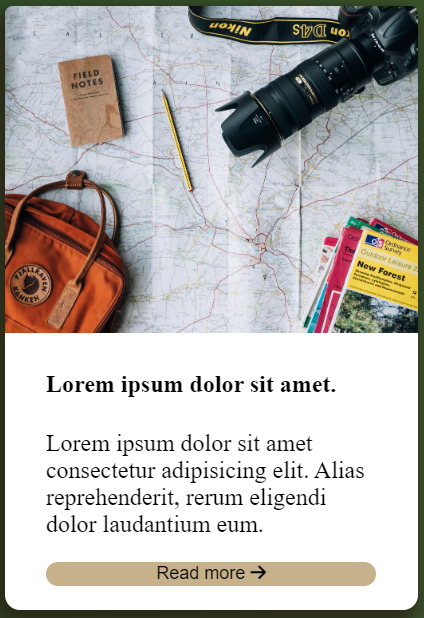 Nikon
D4S
FIELD
NOTES
FJÄLLRÄVEN
KÅNKEN
Ordnance
Survey
Outdoor Leisure
New Forest
Lorem ipsum dolor sit amet.
Lorem ipsum dolor sit amet
consectetur adipisicing elit. Alias
reprehenderit, rerum eligendi
dolor laudantium eum.
Read more →